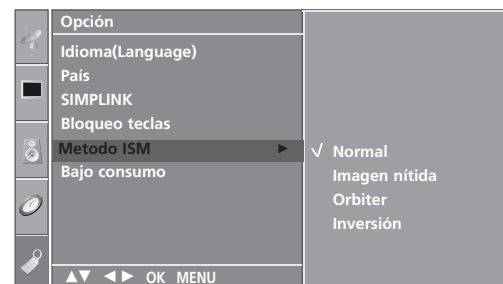 Opción
Idioma(Language)
País
SIMPLINK
Bloqueo teclas
Metodo ISM ►
Bajo consumo
√ Normal
Imagen nítida
Orbiter
Inversión
▲▼ ◄► OK MENU